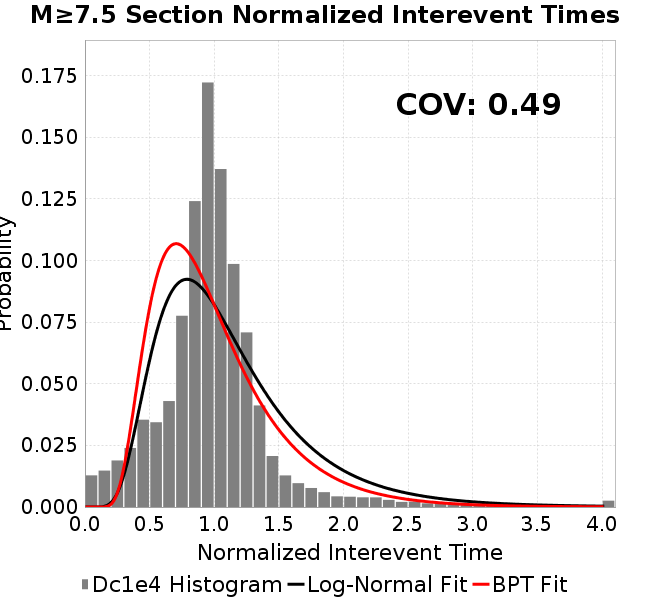 M≥7.5 Section Normalized Interevent Times
COV: 0.49
Probability
0.175
0.150
0.125
0.100
0.075
0.050
0.025
0.000
0.0 0.5 1.0 1.5 2.0 2.5 3.0 3.5 4.0
Normalized Interevent Time
Dc1e4 Histogram Log-Normal Fit BPT Fit